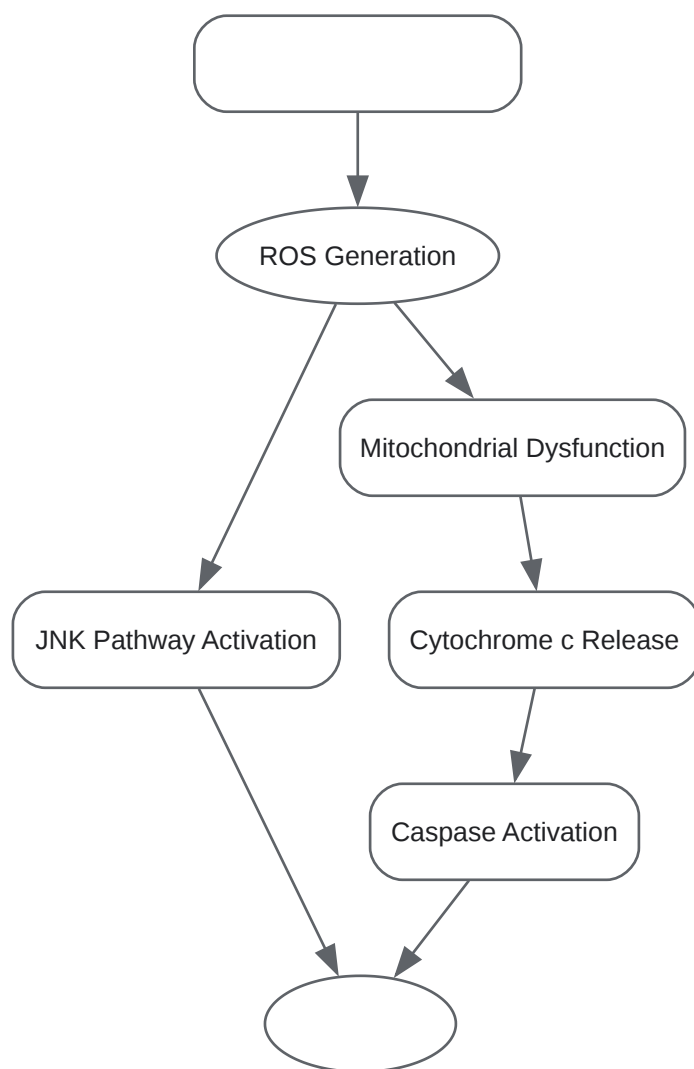 ROS Generation
Mitochondrial Dysfunction
JNK Pathway Activation
Cytochrome c Release
Caspase Activation